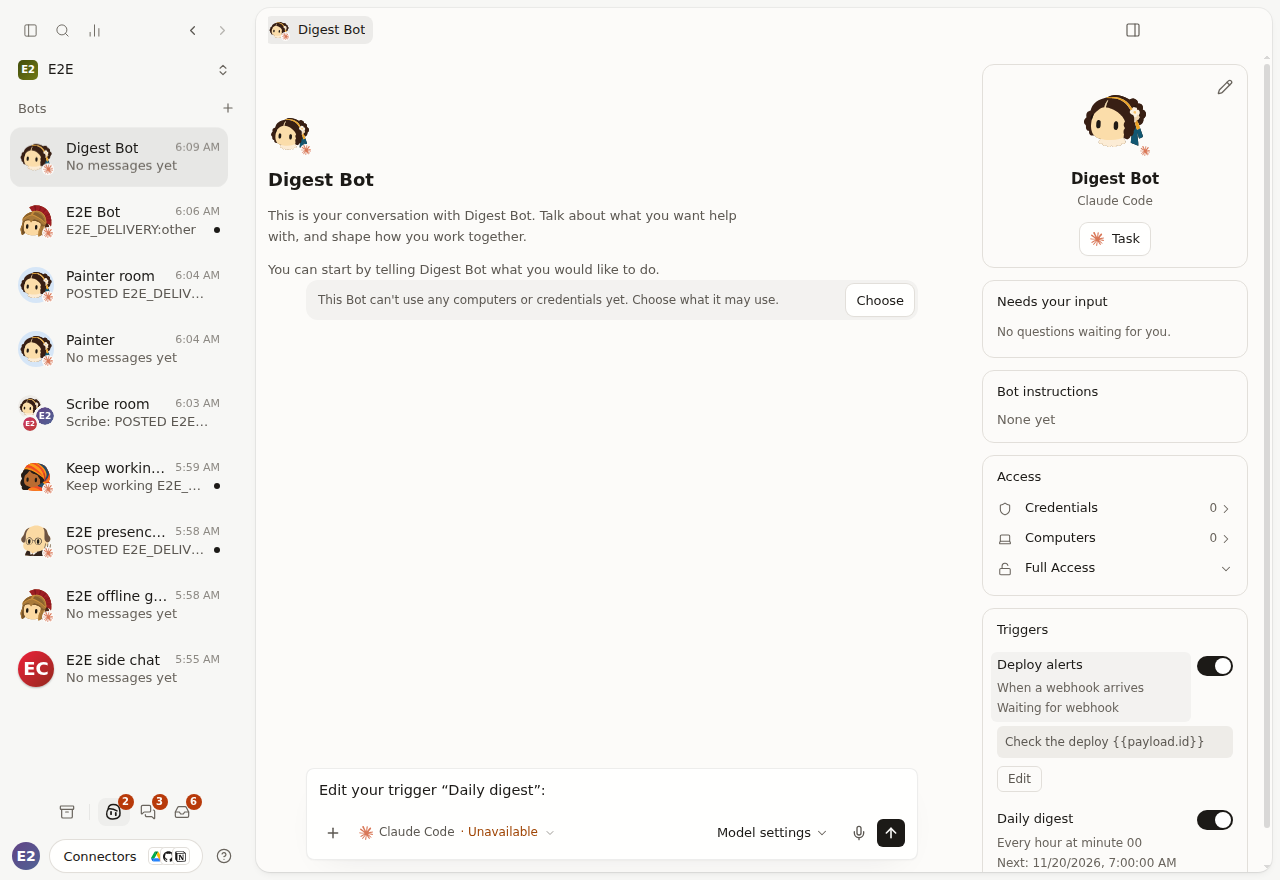 E2 E2E
Bots
Digest Bot 6:09 AM
No messages yet
E2E Bot 6:06 AM
E2E_DELIVERY:other
Painter room 6:04 AM
POSTED E2E_DELIV…
Painter 6:04 AM
No messages yet
Scribe room 6:03 AM
E2
E2
Scribe: POSTED E2E…
Keep workin… 5:59 AM
Keep working E2E_…
E2E presenc… 5:58 AM
POSTED E2E_DELIV…
E2E offline g… 5:58 AM
No messages yet
EC
E2E side chat 5:55 AM
No messages yet
2 3 6
E2 Connectors
Digest Bot
Digest Bot
This is your conversation with Digest Bot. Talk about what you want help
with, and shape how you work together.
You can start by telling Digest Bot what you would like to do.
This Bot can't use any computers or credentials yet. Choose what it may use. Choose
Edit your trigger “Daily digest”:
Claude Code · Unavailable Model settings
Digest Bot
Claude Code
Task
Needs your input
No questions waiting for you.
Bot instructions
None yet
Access
Credentials 0
Computers 0
Full Access
Triggers
Deploy alerts
When a webhook arrives
Waiting for webhook
Check the deploy {{payload.id}}
Edit
Daily digest
Every hour at minute 00
Next: 11/20/2026, 7:00:00 AM